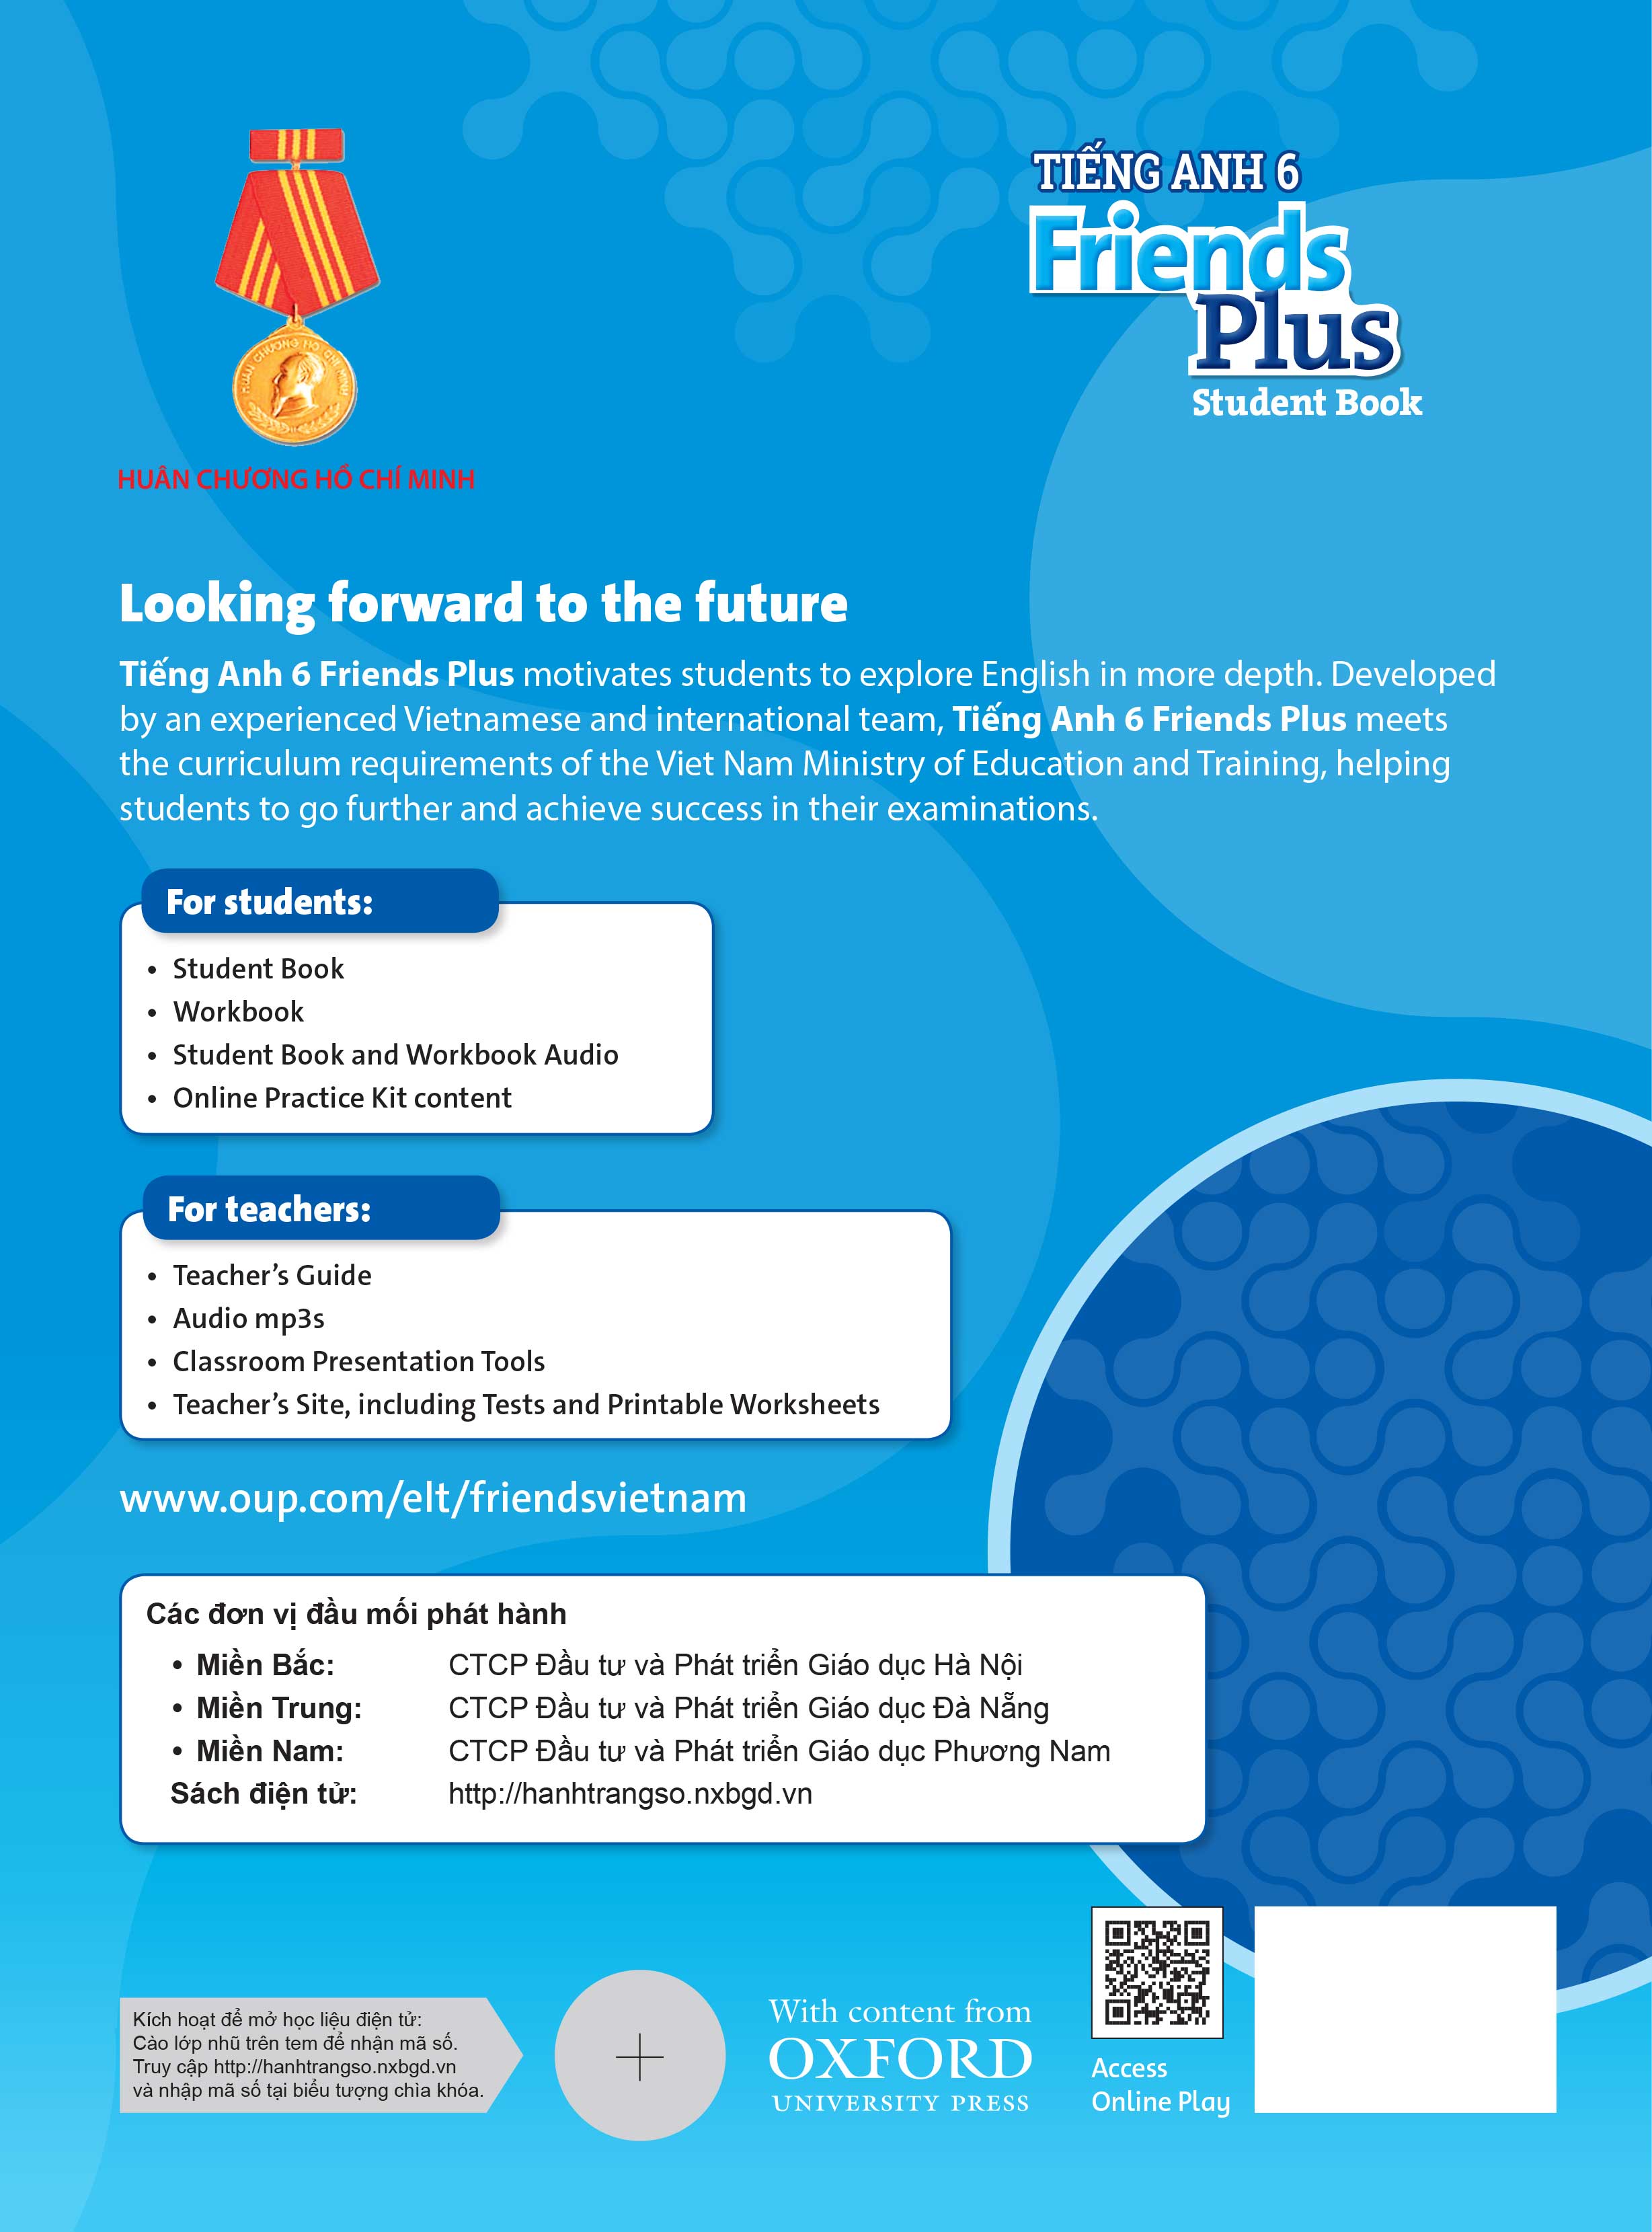 TIẾNG ANH 6
Friends
Plus
Student Book
HUÂN CHƯƠNG HỒ CHÍ MINH
HUÂN CHƯƠNG HỒ CHÍ MINH
Looking forward to the future
Tiếng Anh 6 Friends Plus motivates students to explore English in more depth. Developed
by an experienced Vietnamese and international team, Tiếng Anh 6 Friends Plus meets
the curriculum requirements of the Viet Nam Ministry of Education and Training, helping
students to go further and achieve success in their examinations.
For students:
• Student Book
• Workbook
• Student Book and Workbook Audio
• Online Practice Kit content
For teachers:
• Teacher’s Guide
• Audio mp3s
• Classroom Presentation Tools
• Teacher’s Site, including Tests and Printable Worksheets
www.oup.com/elt/friendsvietnam
Các đơn vị đầu mối phát hành
• Miền Bắc: CTCP Đầu tư và Phát triển Giáo dục Hà Nội
• Miền Trung: CTCP Đầu tư và Phát triển Giáo dục Đà Nẵng
• Miền Nam: CTCP Đầu tư và Phát triển Giáo dục Phương Nam
Sách điện tử: http://hanhtrangso.nxbgd.vn
Kích hoạt để mở học liệu điện tử:
Cào lớp nhũ trên tem để nhận mã số.
Truy cập http://hanhtrangso.nxbgd.vn
và nhập mã số tại biểu tượng chìa khóa.
With content from
OXFORD
UNIVERSITY PRESS
Access
Online Play